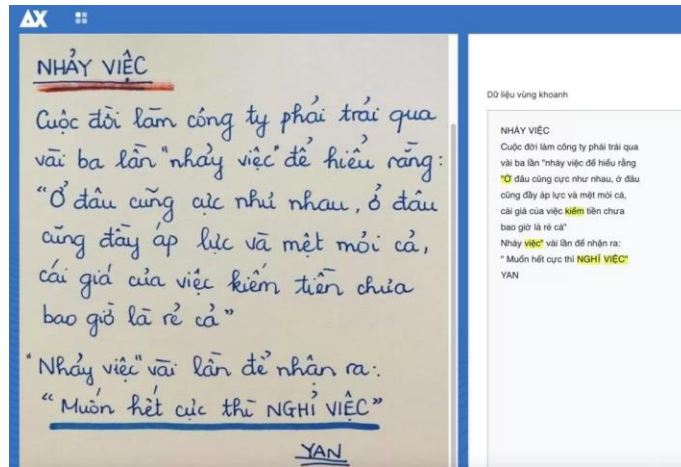 AX
NHẢY VIỆC
Cuộc đời làm công ty phải trải qua
vài ba lần "nhảy việc" để hiểu rằng:
"Ở đâu cũng cực như nhau, ở đâu
cũng đầy áp lực và mệt mỏi cả,
cái giá của việc kiếm tiền chưa
bao giờ là rẻ cả"
"Nhảy việc" vài lần để nhận ra:
"Muốn hết cực thì NGHỈ VIỆC"
YAN
Dữ liệu vùng khoanh
NHẢY VIỆC
Cuộc đời làm công ty phải trải qua
vài ba lần "nhảy việc để hiểu rằng
"Ở đâu cũng cực như nhau, ở đâu
cũng đầy áp lực và mệt mỏi cả,
cái giá của việc kiếm tiền chưa
bao giờ là rẻ cả"
Nhảy việc" vài lần để nhận ra:
" Muốn hết cực thì NGHỈ VIỆC"
YAN